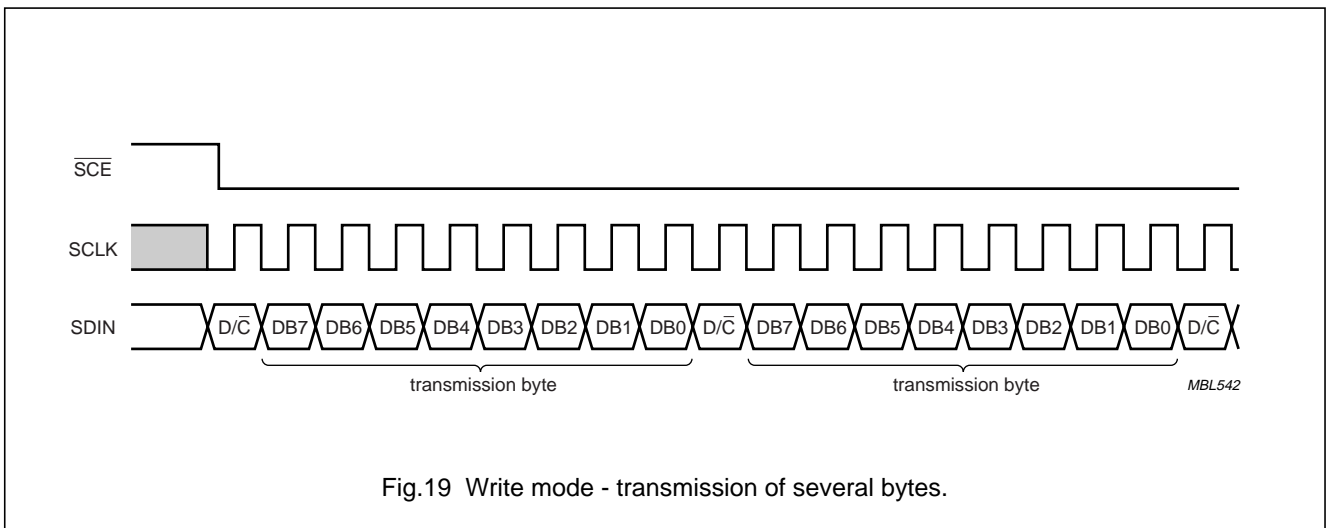 SCE
SCLK
SDIN D/C DB7 DB6 DB5 DB4 DB3 DB2 DB1 DB0 D/C DB7 DB6 DB5 DB4 DB3 DB2 DB1 DB0 D/C
transmission byte transmission byte MBL542
Fig.19 Write mode - transmission of several bytes.